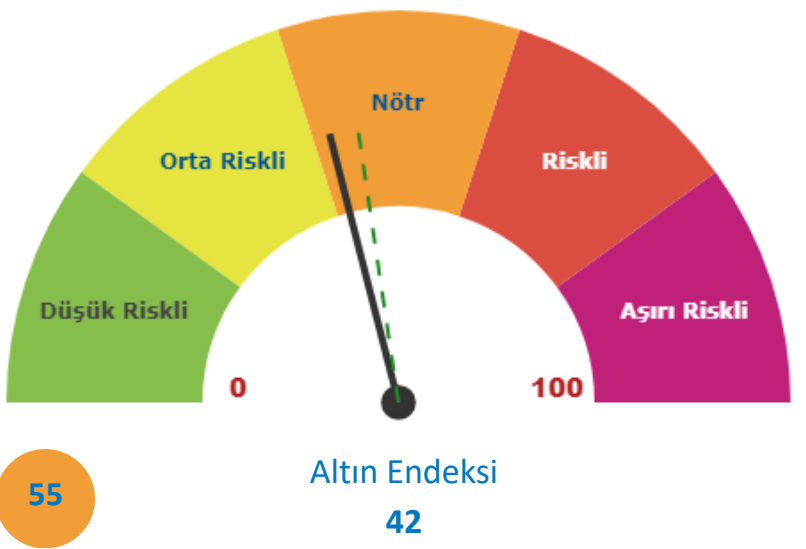 Nötr
Orta Riskli
Riskli
Düşük Riskli
Aşırı Riskli
0
100
55
Altın Endeksi
42